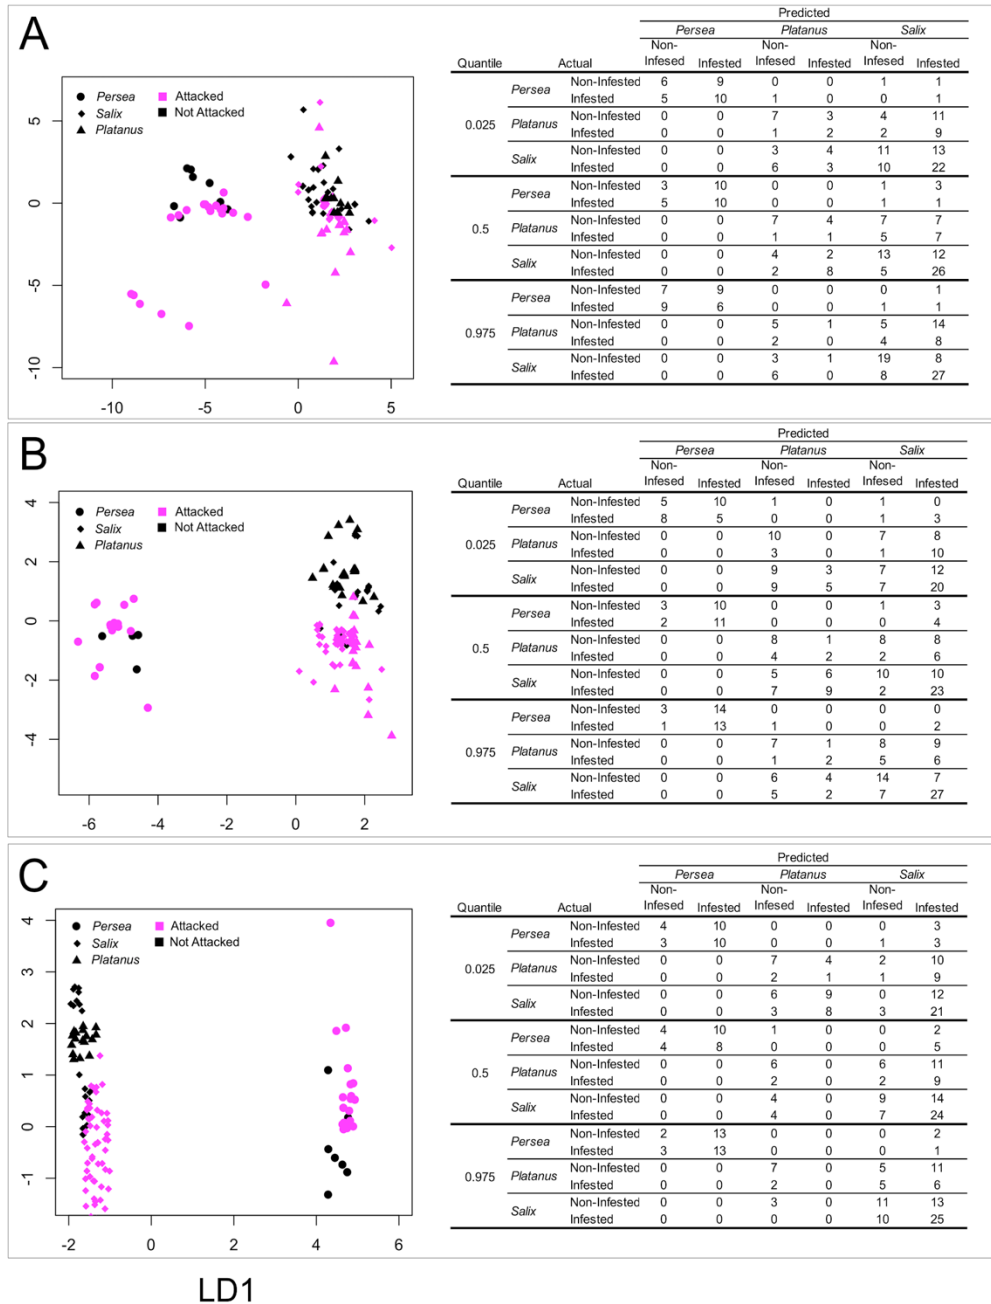 A
Persea
Attacked
Salix
Not Attacked
Platanus
5
0
-5
-10
-10 -5 0 5
Predicted
Persea Platanus Salix
Quantile Actual Non-Infesed Infested Non-Infesed Infested Non-Infesed Infested
0.025
Persea Non-Infested 6 9 0 0 1 1
Infested 5 10 1 0 0 1
Platanus Non-Infested 0 0 7 3 4 11
Infested 0 0 1 2 2 9
Salix Non-Infested 0 0 3 4 11 13
Infested 0 0 6 3 10 22
0.5
Persea Non-Infested 3 10 0 0 1 3
Infested 5 10 0 0 1 1
Platanus Non-Infested 0 0 7 4 7 7
Infested 0 0 1 1 5 7
Salix Non-Infested 0 0 4 2 13 12
Infested 0 0 2 8 5 26
0.975
Persea Non-Infested 7 9 0 0 0 1
Infested 9 6 0 0 1 1
Platanus Non-Infested 0 0 5 1 5 14
Infested 0 0 2 0 4 8
Salix Non-Infested 0 0 3 1 19 8
Infested 0 0 6 0 8 27
B
Persea
Attacked
Salix
Not Attacked
Platanus
4
2
0
-2
-4
-6 -4 -2 0 2
Predicted
Persea Platanus Salix
Quantile Actual Non-Infesed Infested Non-Infesed Infested Non-Infesed Infested
0.025
Persea Non-Infested 5 10 1 0 1 0
Infested 8 5 0 0 1 3
Platanus Non-Infested 0 0 10 0 7 8
Infested 0 0 3 0 1 10
Salix Non-Infested 0 0 9 3 7 12
Infested 0 0 9 5 7 20
0.5
Persea Non-Infested 3 10 0 0 1 3
Infested 2 11 0 0 0 4
Platanus Non-Infested 0 0 8 1 8 8
Infested 0 0 4 2 2 6
Salix Non-Infested 0 0 5 6 10 10
Infested 0 0 7 9 2 23
0.975
Persea Non-Infested 3 14 0 0 0 0
Infested 1 13 1 0 0 2
Platanus Non-Infested 0 0 7 1 8 9
Infested 0 0 1 2 5 6
Salix Non-Infested 0 0 6 4 14 7
Infested 0 0 5 2 7 27
C
Persea
Attacked
Salix
Not Attacked
Platanus
4
3
2
1
0
-1
-2 0 2 4 6
LD1
Predicted
Persea Platanus Salix
Quantile Actual Non-Infesed Infested Non-Infesed Infested Non-Infesed Infested
0.025
Persea Non-Infested 4 10 0 0 0 3
Infested 3 10 0 0 1 3
Platanus Non-Infested 0 0 7 4 2 10
Infested 0 0 2 1 1 9
Salix Non-Infested 0 0 6 9 0 12
Infested 0 0 3 8 3 21
0.5
Persea Non-Infested 4 10 1 0 0 2
Infested 4 8 0 0 0 5
Platanus Non-Infested 0 0 6 0 6 11
Infested 0 0 2 0 2 9
Salix Non-Infested 0 0 4 0 9 14
Infested 0 0 4 0 7 24
0.975
Persea Non-Infested 2 13 0 0 0 2
Infested 3 13 0 0 0 1
Platanus Non-Infested 0 0 7 0 5 11
Infested 0 0 2 0 5 6
Salix Non-Infested 0 0 3 0 11 13
Infested 0 0 0 0 10 25